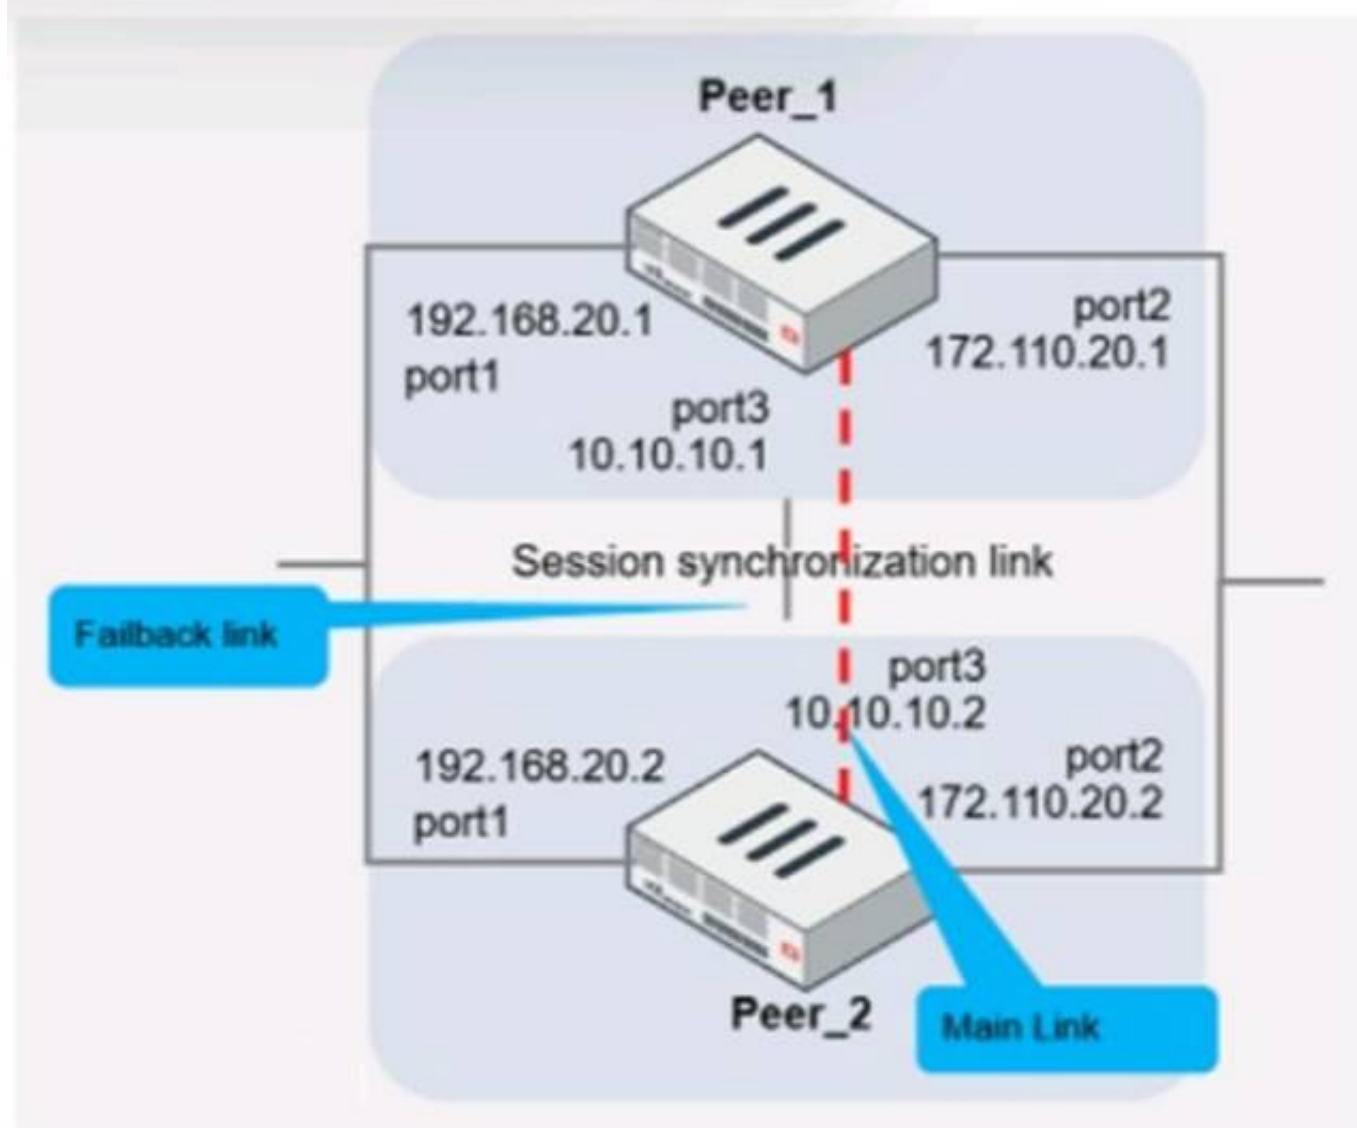 Peer_1
192.168.20.1
port1
port2
172.110.20.1
port3
10.10.10.1
Session synchronization link
Failback link
port3
10.10.10.2
192.168.20.2
port1
port2
172.110.20.2
Peer_2
Main Link